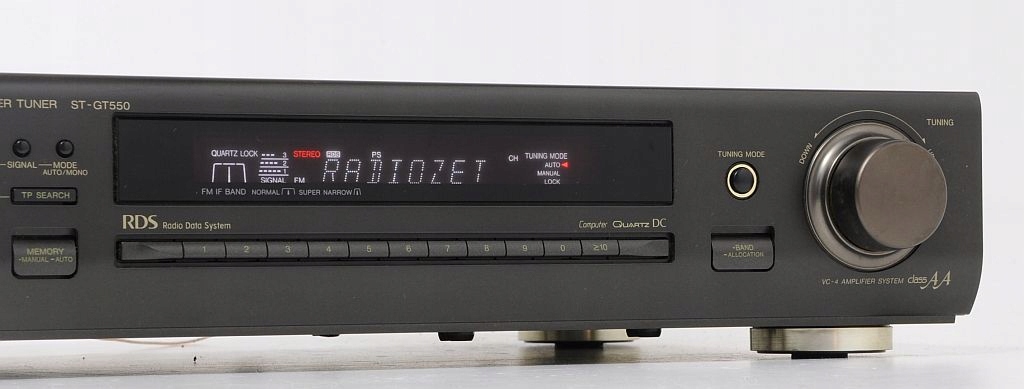 ER TUNER ST-GT550
TUNING
SIGNAL MODE
AUTO/MONO
TP SEARCH
MEMORY
-MANUAL -AUTO
QUARTZ LOCK 3 STEREO RDS PS
2
1
SIGNAL FM
RADIOZET
CH TUNING MODE
AUTO
MANUAL
LOCK
FM IF BAND NORMAL SUPER NARROW
TUNING MODE
DOWN
RDS Radio Data System
Computer QUARTZ DC
1 2 3 4 5 6 7 8 9 0 ≥10
-BAND
-ALLOCATION
VC-4 AMPLIFIER SYSTEM class AA